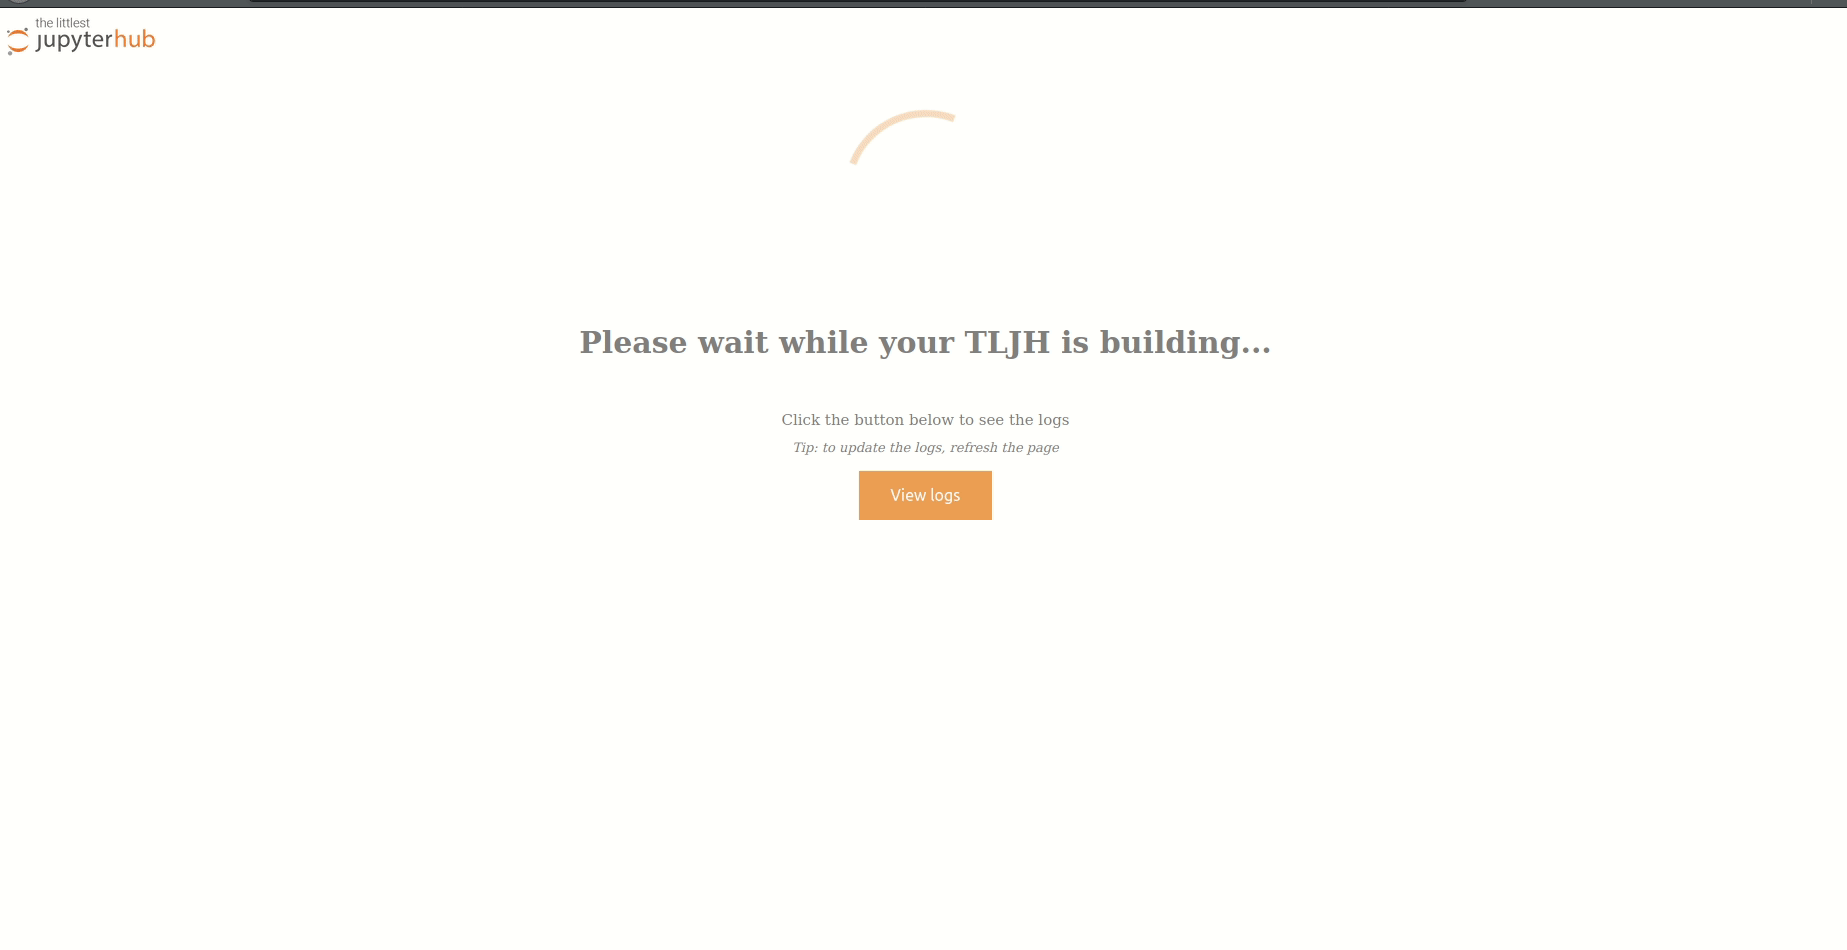 the littlest
jupyterhub
Please wait while your TLJH is building...
Click the button below to see the logs
Tip: to update the logs, refresh the page
View logs